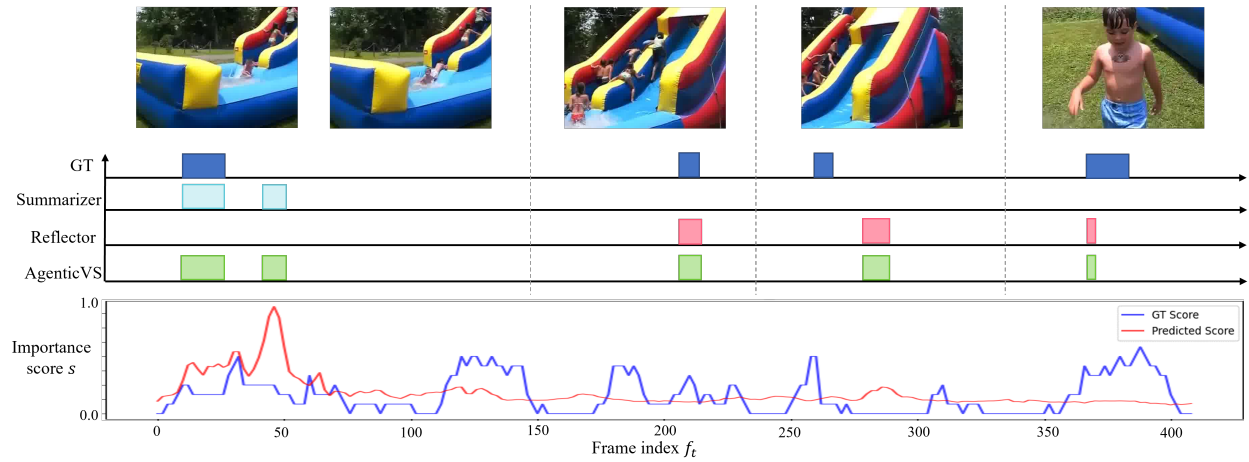 GT
Summarizer
Reflector
AgenticVS
1.0
GT Score
Predicted Score
Importance
score s
0.0
0 50 100 150 200 250 300 350 400
Frame index fₜ